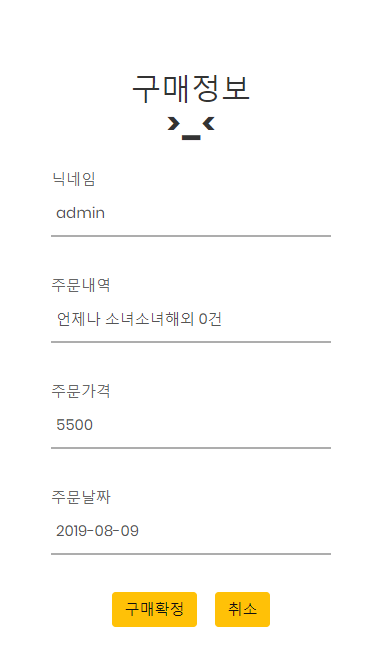 구매정보
>_<
닉네임
admin
주문내역
언제나 소녀소녀해외 0건
주문가격
5500
주문날짜
2019-08-09
구매확정 취소